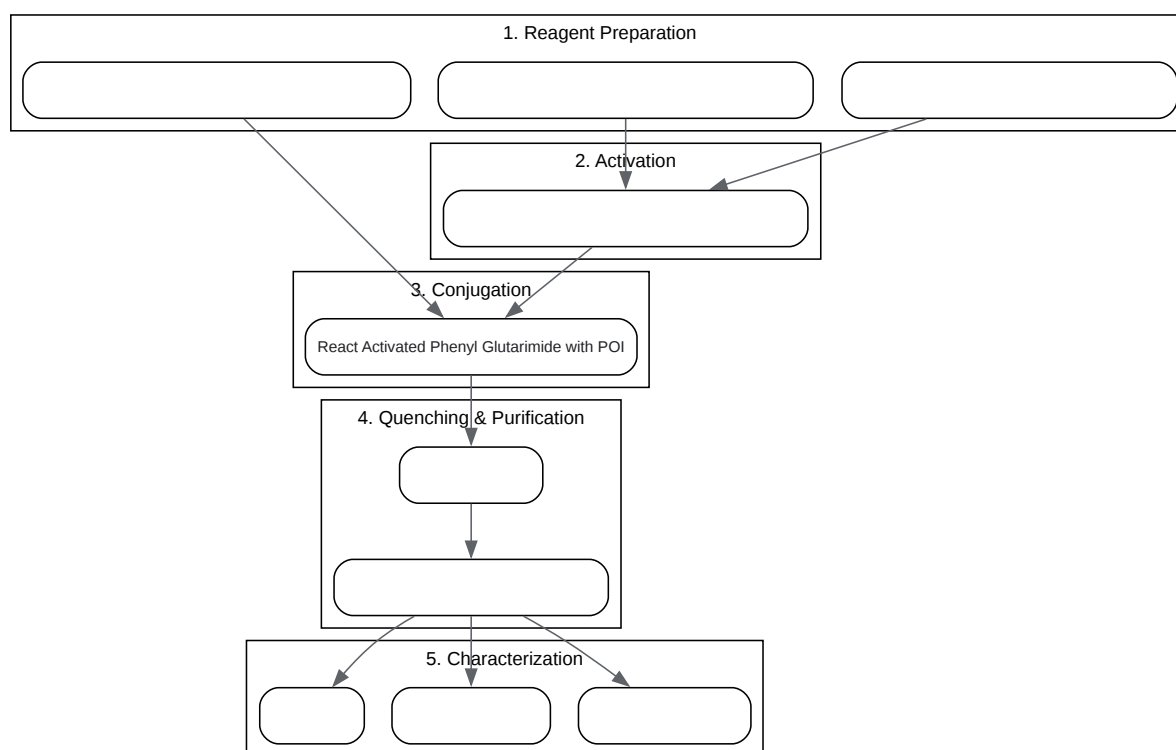 1. Reagent Preparation
2. Activation
3. Conjugation
React Activated Phenyl Glutarimide with POI
4. Quenching & Purification
5. Characterization